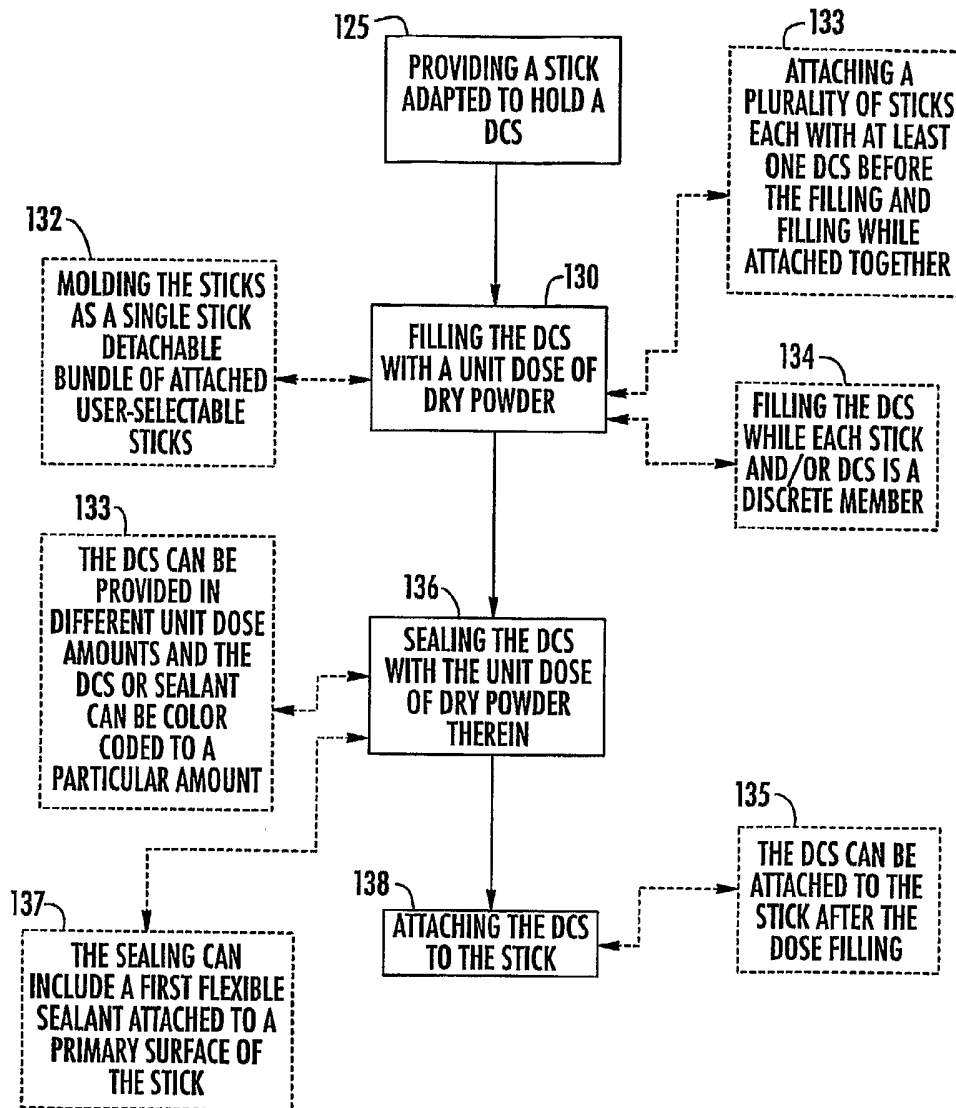 125
PROVIDING A STICK
ADAPTED TO HOLD A
DCS
133
ATTACHING A
PLURALITY OF STICKS
EACH WITH AT LEAST
ONE DCS BEFORE
THE FILLING AND
FILLING WHILE
ATTACHED TOGETHER
132
MOLDING THE STICKS
AS A SINGLE STICK
DETACHABLE
BUNDLE OF ATTACHED
USER-SELECTABLE
STICKS
130
FILLING THE DCS
WITH A UNIT DOSE OF
DRY POWDER
134
FILLING THE DCS
WHILE EACH STICK
AND/OR DCS IS A
DISCRETE MEMBER
133
THE DCS CAN BE
PROVIDED IN
DIFFERENT UNIT DOSE
AMOUNTS AND THE
DCS OR SEALANT
CAN BE COLOR
CODED TO A
PARTICULAR AMOUNT
136
SEALING THE DCS
WITH THE UNIT DOSE
OF DRY POWDER
THEREIN
135
THE DCS CAN BE
ATTACHED TO THE
STICK AFTER THE
DOSE FILLING
138
ATTACHING THE DCS
TO THE STICK
137
THE SEALING CAN
INCLUDE A FIRST FLEXIBLE
SEALANT ATTACHED TO A
PRIMARY SURFACE OF
THE STICK